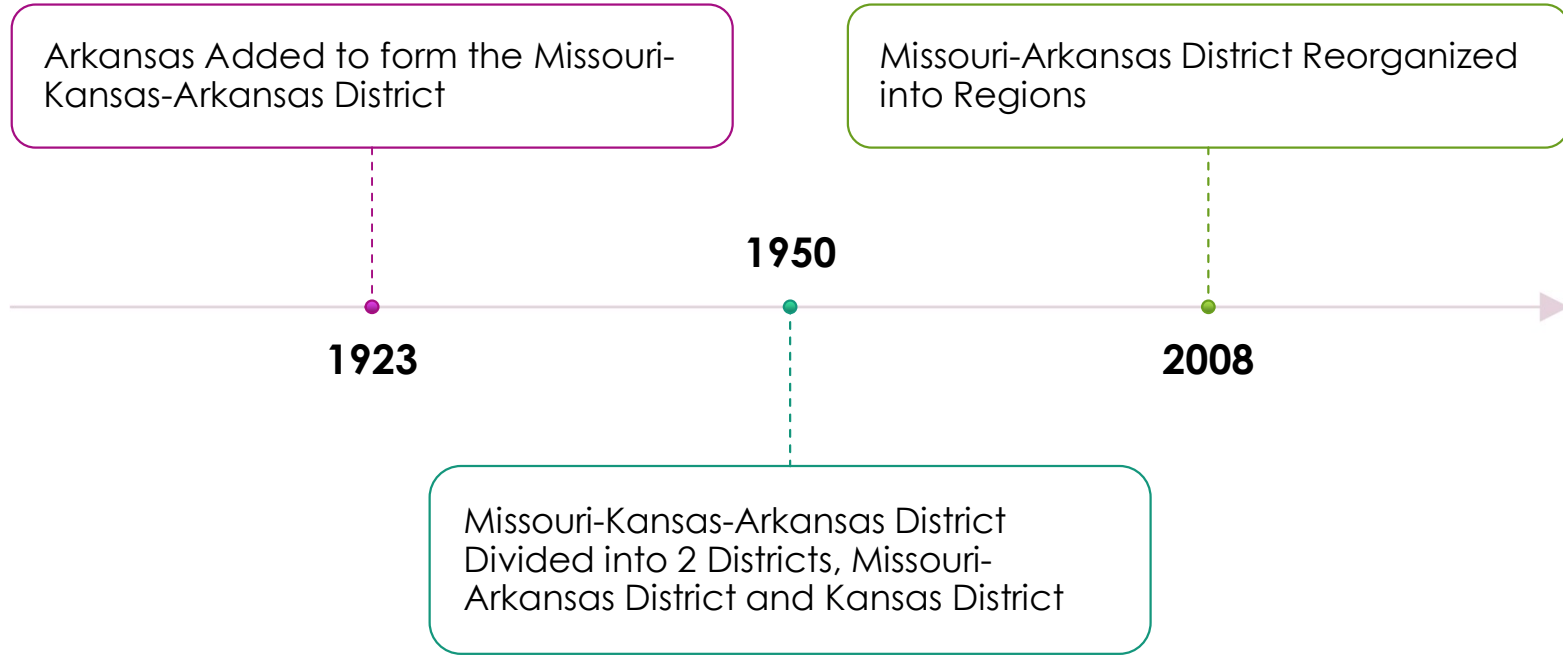 Arkansas Added to form the Missouri-
Kansas-Arkansas District
Missouri-Arkansas District Reorganized
into Regions
1950
1923
2008
Missouri-Kansas-Arkansas District
Divided into 2 Districts, Missouri-
Arkansas District and Kansas District